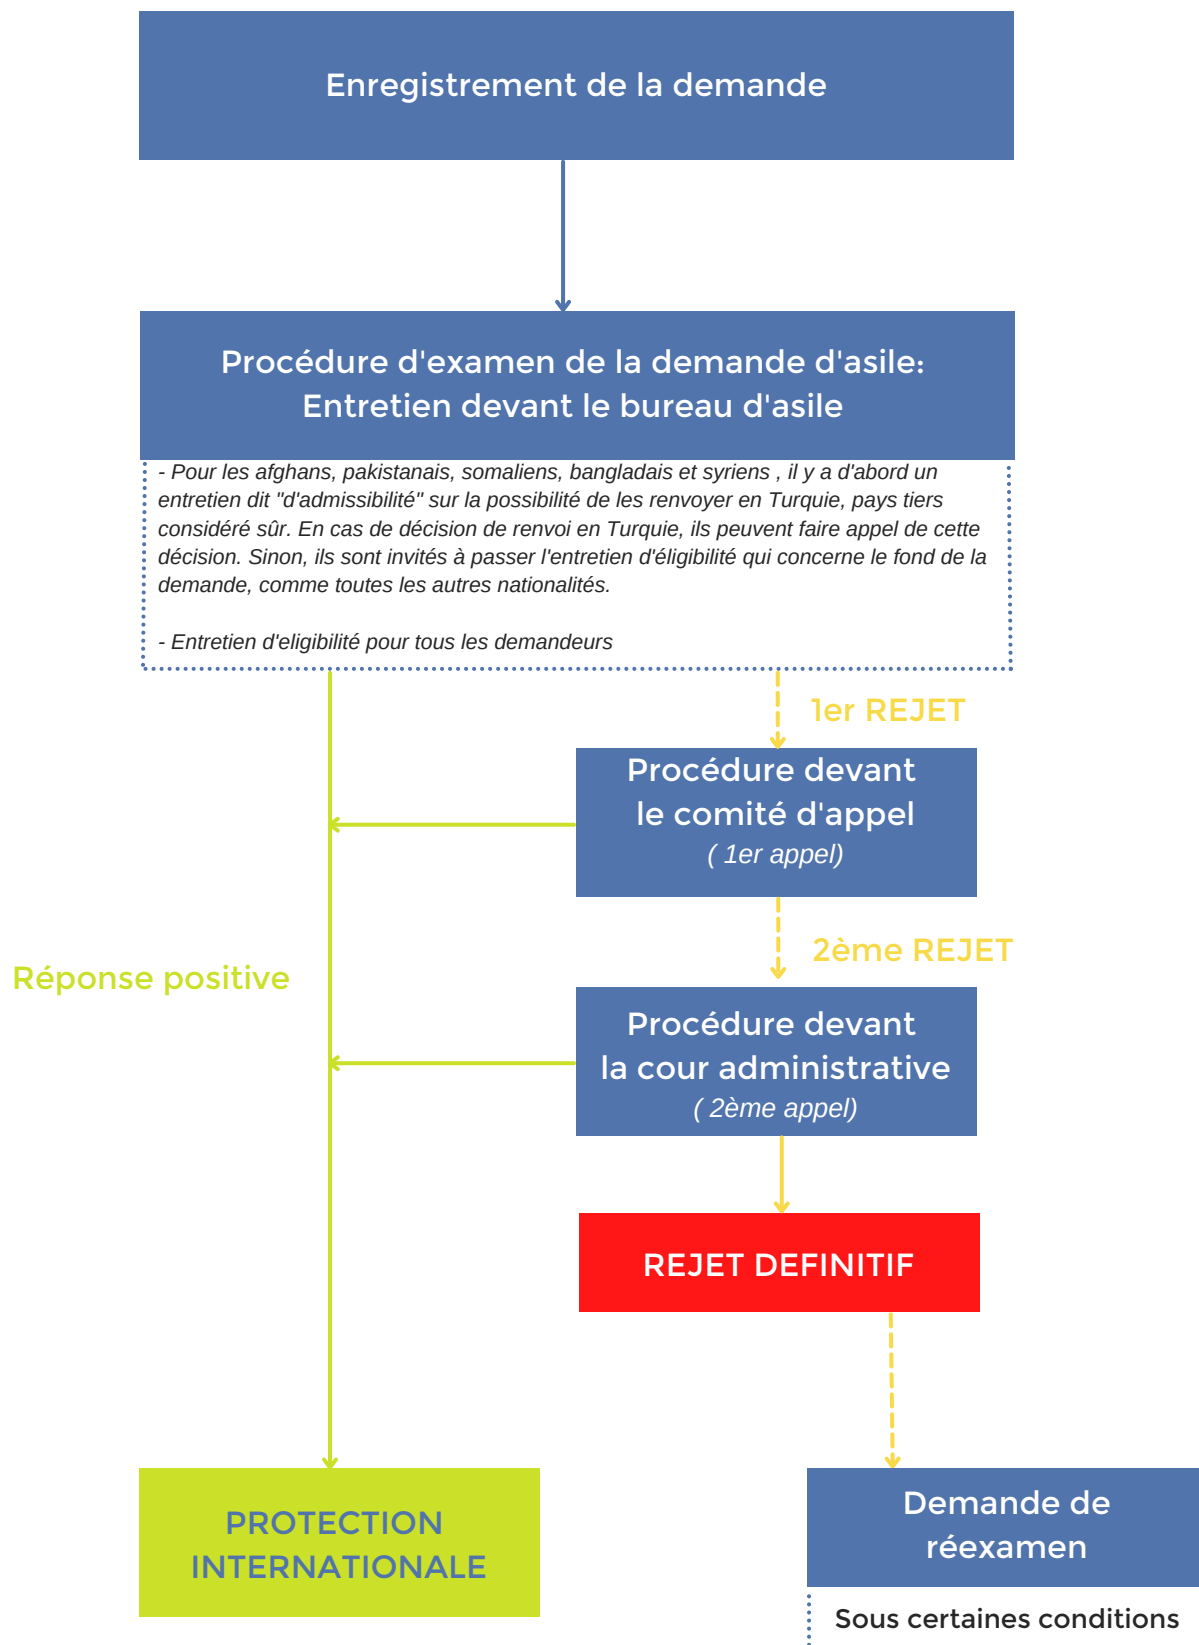 Enregistrement de la demande
Procédure d'examen de la demande d'asile:
Entretien devant le bureau d'asile
- Pour les afghans, pakistanais, somaliens, bangladais et syriens , il y a d'abord un
entretien dit "d'admissibilité" sur la possibilité de les renvoyer en Turquie, pays tiers
considéré sûr. En cas de décision de renvoi en Turquie, ils peuvent faire appel de cette
décision. Sinon, ils sont invités à passer l'entretien d'éligibilité qui concerne le fond de la
demande, comme toutes les autres nationalités.
- Entretien d'eligibilité pour tous les demandeurs
1er REJET
Procédure devant
le comité d'appel
( 1er appel)
2ème REJET
Réponse positive
Procédure devant
la cour administrative
( 2ème appel)
REJET DEFINITIF
PROTECTION
INTERNATIONALE
Demande de
réexamen
Sous certaines conditions